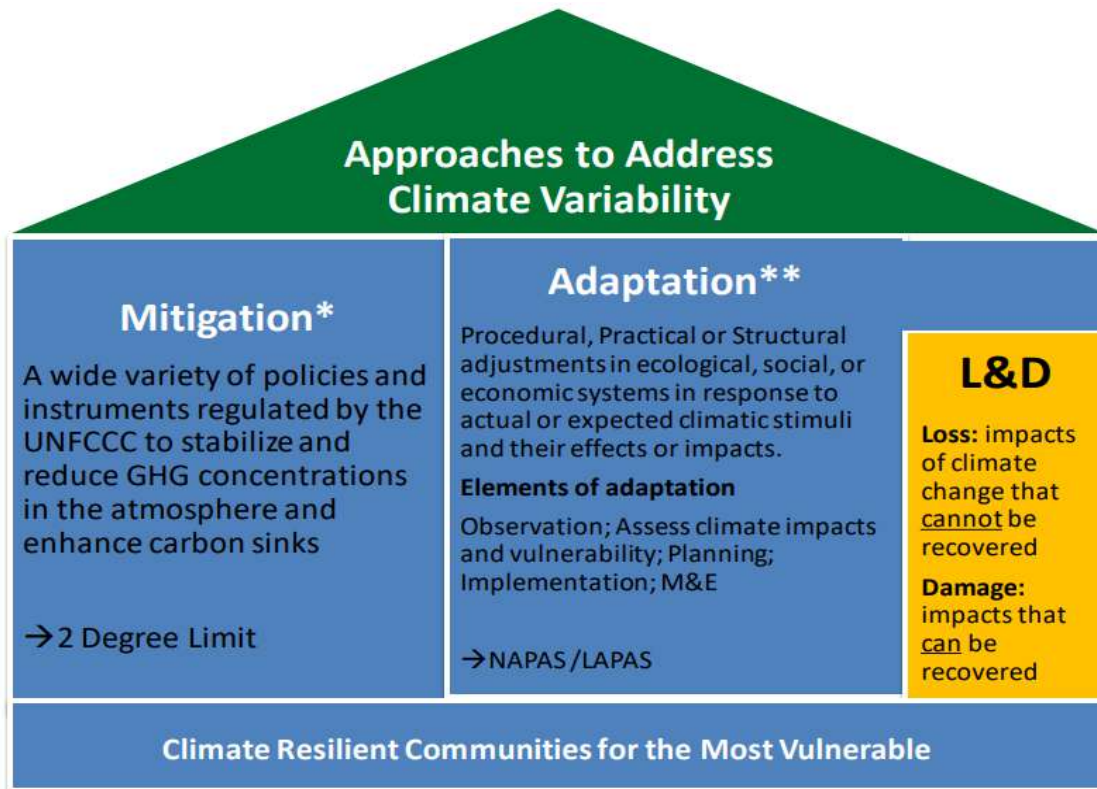 Approaches to Address
Climate Variability
Mitigation*
A wide variety of policies and
instruments regulated by the
UNFCCC to stabilize and
reduce GHG concentrations
in the atmosphere and
enhance carbon sinks
→2 Degree Limit
Adaptation**
Procedural, Practical or Structural
adjustments in ecological, social, or
economic systems in response to
actual or expected climatic stimuli
and their effects or impacts.
Elements of adaptation
Observation; Assess climate impacts
and vulnerability; Planning;
Implementation; M&E
→NAPAS/LAPAS
L&D
Loss: impacts
of climate
change that
cannot be
recovered
Damage:
impacts that
can be
recovered
Climate Resilient Communities for the Most Vulnerable